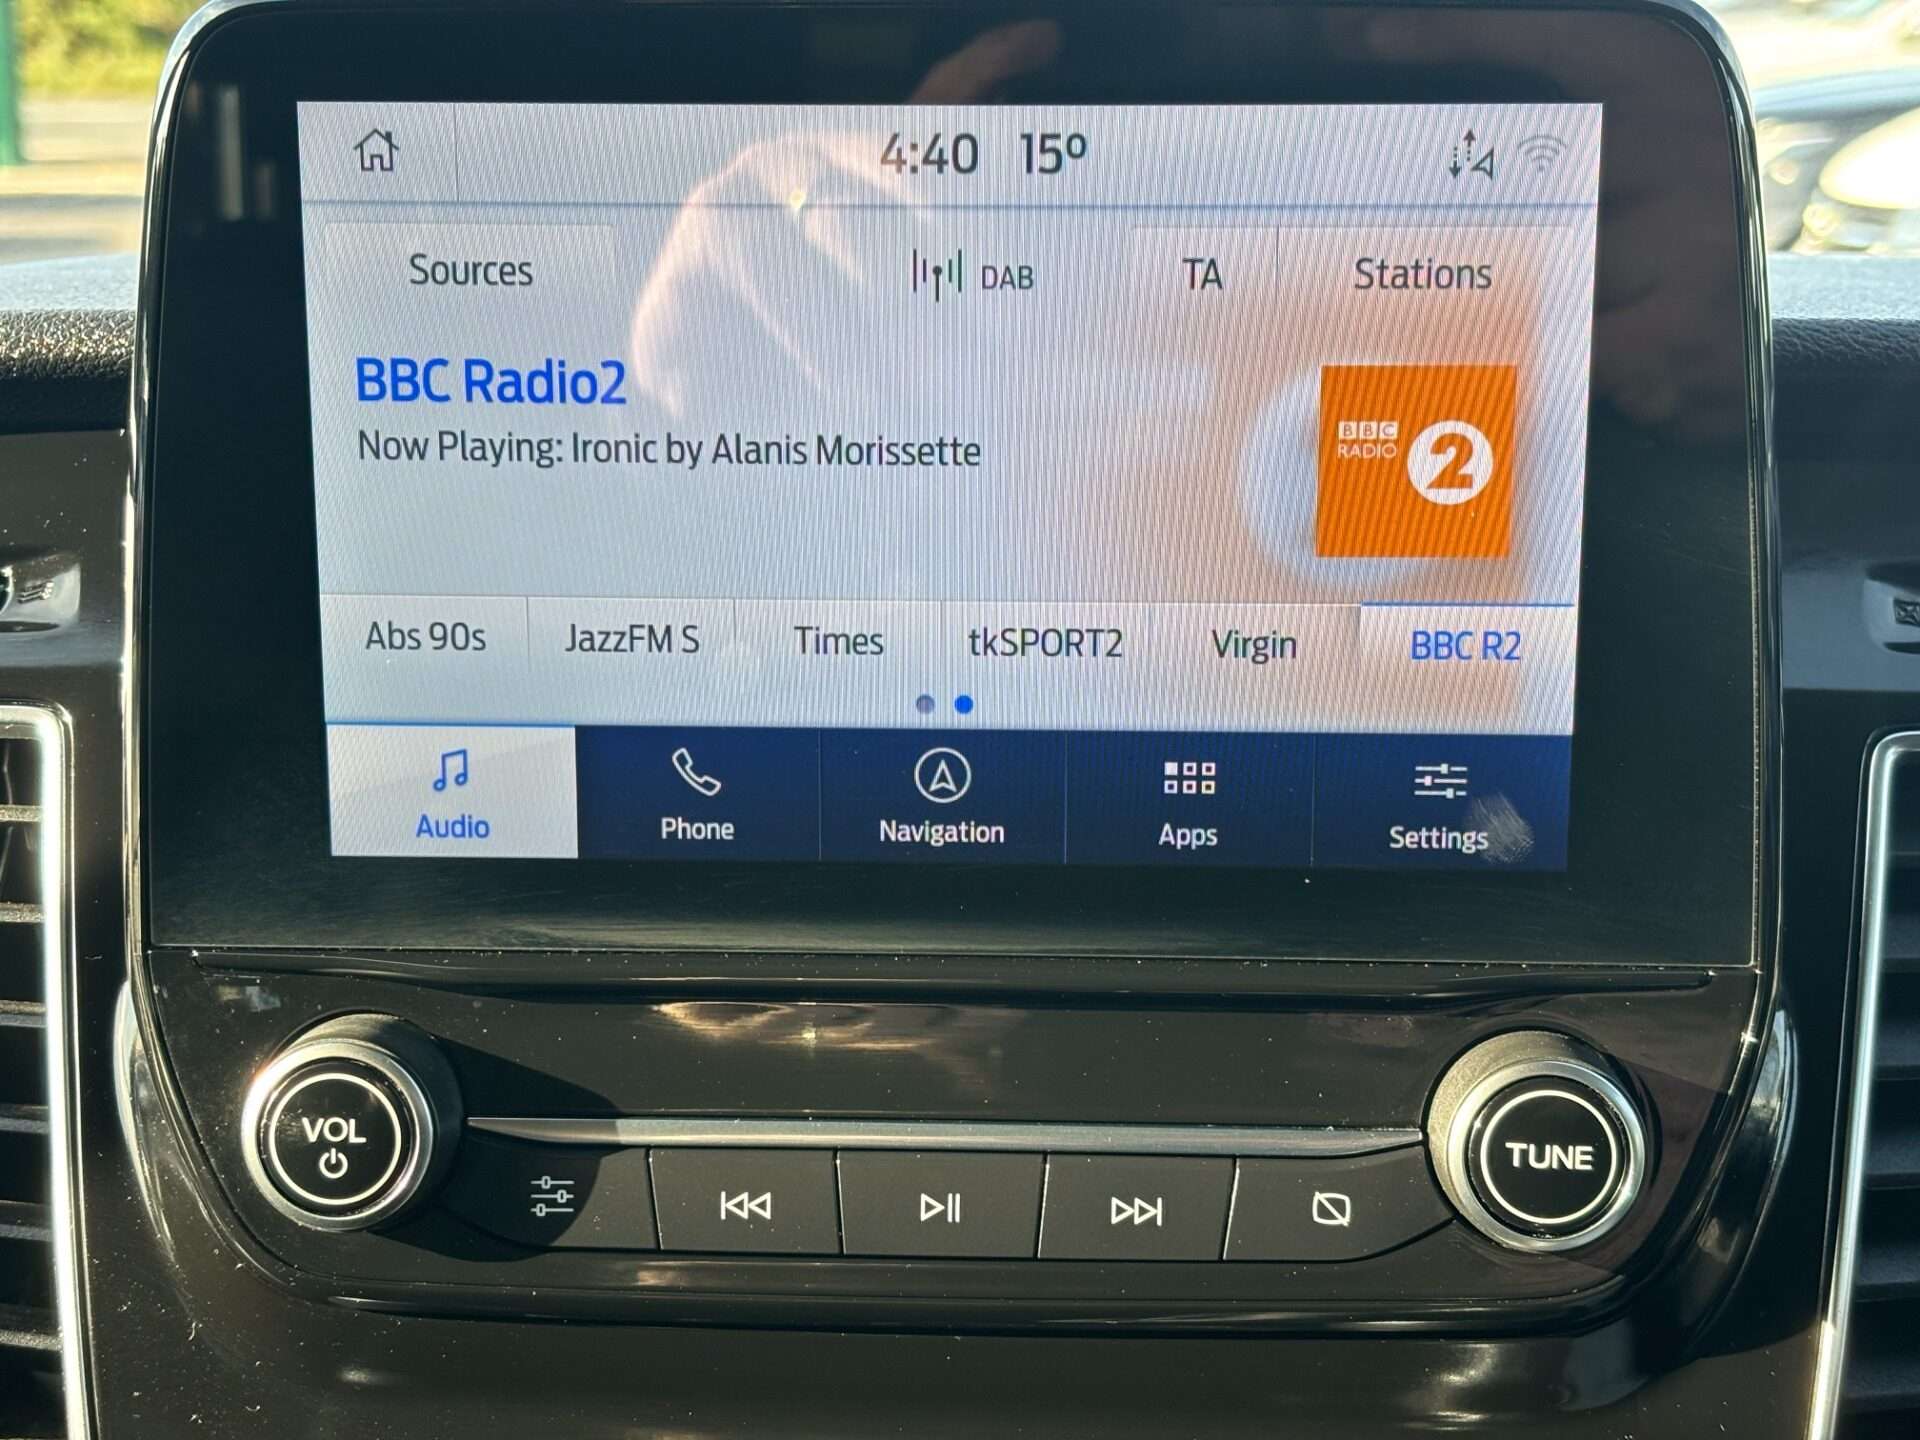 4:40 15°
Sources DAB TA Stations
BBC Radio2
Now Playing: Ironic by Alanis Morissette
BBC
RADIO 2
Abs 90s JazzFM S Times tkSPORT2 Virgin BBC R2
Audio Phone Navigation Apps Settings
VOL TUNE